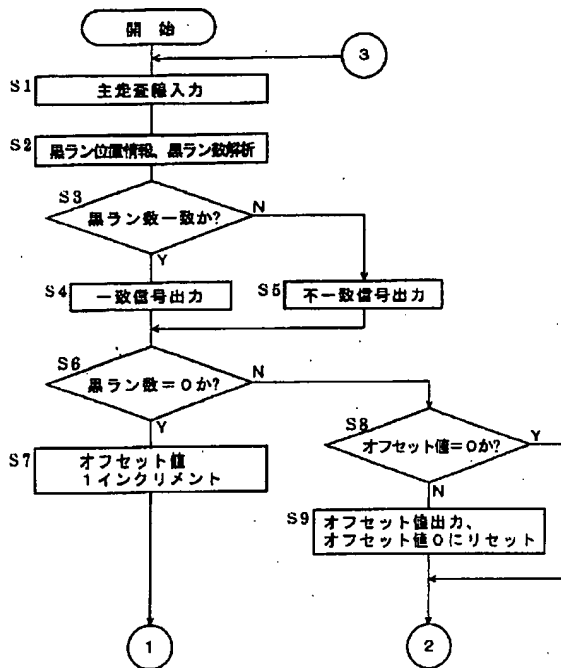 開始
3
S1
主走査線入力
S2
黒ラン位置情報、黒ラン数解析
S3
黒ラン数一致か?
N
Y
S4
一致信号出力
S5
不一致信号出力
S6
黒ラン数=0か?
N
Y
S7
オフセット値
1インクリメント
S8
オフセット値=0か?
Y
N
S9
オフセット値出力、
オフセット値0にリセット
1
2